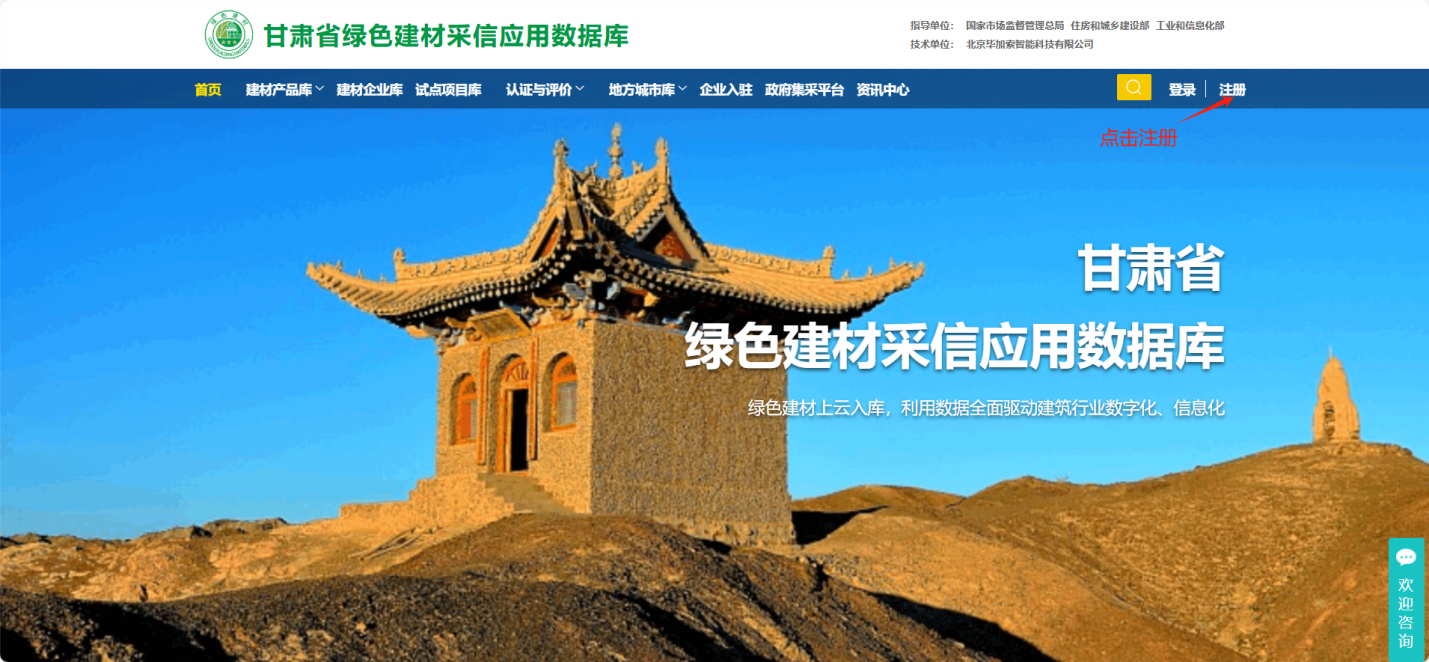 绿色建材
GREEN BUILDING MATERIALS
甘肃省绿色建材采信应用数据库
指导单位： 国家市场监督管理总局 住房和城乡建设部 工业和信息化部
技术单位： 北京毕加索智能科技有限公司
首页 建材产品库 建材企业库 试点项目库 认证与评价 地方城市库 企业入驻 政府集采平台 资讯中心 登录 注册
点击注册
甘肃省
绿色建材采信应用数据库
绿色建材上云入库，利用数据全面驱动建筑行业数字化、信息化
欢迎咨询